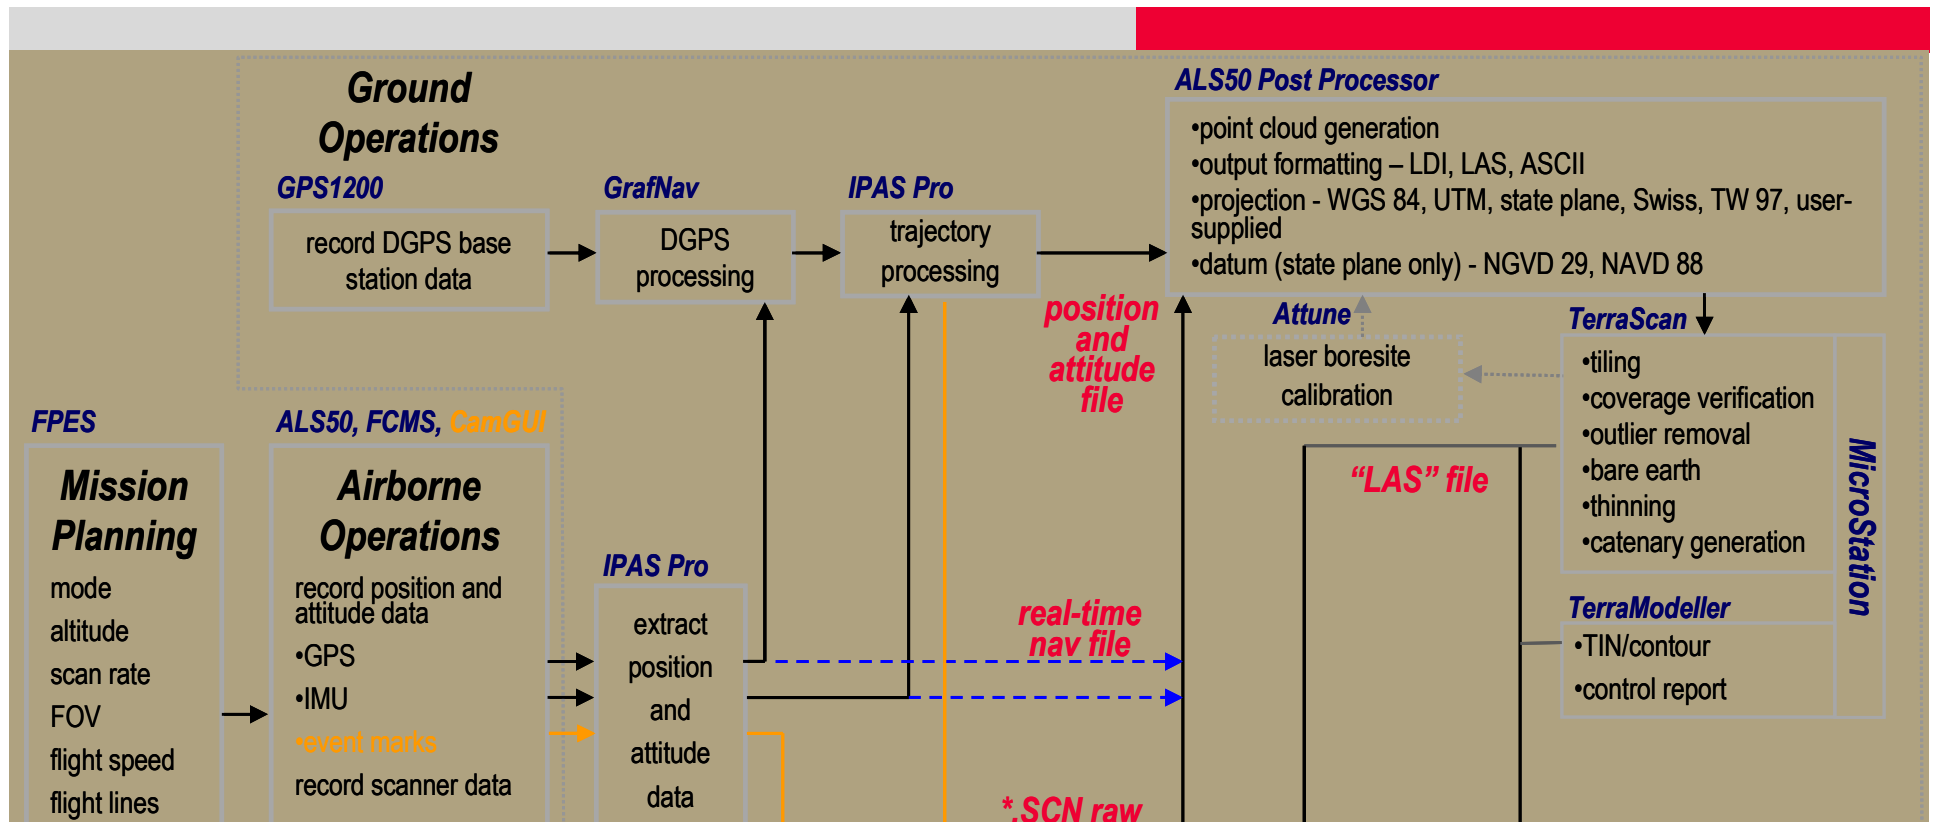 Ground
Operations
GPS1200
record DGPS base
station data
GrafNav
DGPS
processing
IPAS Pro
trajectory
processing
ALS50 Post Processor
•point cloud generation
•output formatting – LDI, LAS, ASCII
•projection - WGS 84, UTM, state plane, Swiss, TW 97, user-
supplied
•datum (state plane only) - NGVD 29, NAVD 88
position
and
attitude
file
Attune
laser boresite
calibration
TerraScan
•tiling
•coverage verification
•outlier removal
•bare earth
•thinning
•catenary generation
MicroStation
"LAS" file
TerraModeller
•TIN/contour
•control report
FPES
Mission
Planning
mode
altitude
scan rate
FOV
flight speed
flight lines
ALS50, FCMS, CamGUI
Airborne
Operations
record position and
attitude data
•GPS
•IMU
•event marks
record scanner data
IPAS Pro
extract
position
and
attitude
data
real-time
nav file
*.SCN raw